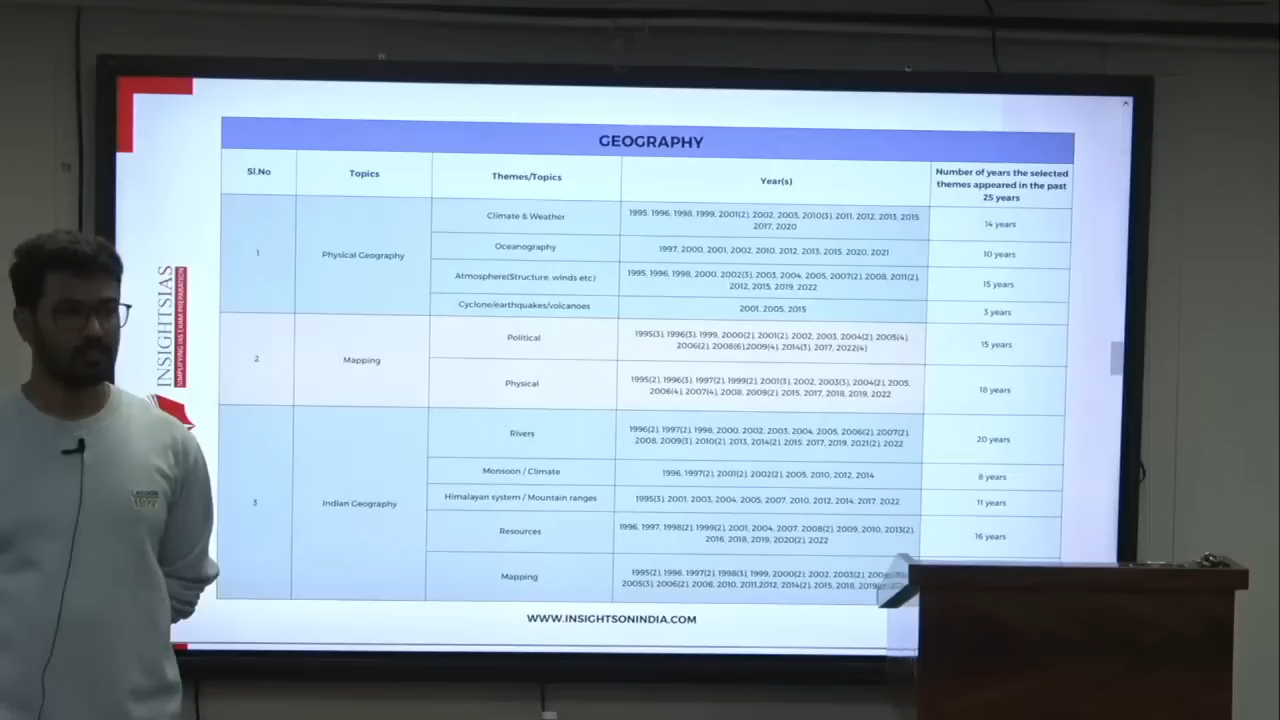 GEOGRAPHY
Sl.No
Topics
Themes/Topics
Year(s)
Number of years the selected
themes appeared in the past
25 years
1
Physical Geography
Climate & Weather
1995, 1996, 1998, 1999, 2001(2), 2002, 2003, 2010(3), 2011, 2012, 2013, 2015,
2017, 2020
14 years
Oceanography
1997, 2000, 2001, 2002, 2010, 2012, 2013, 2015, 2020, 2021
10 years
Atmosphere(Structure, winds etc)
1995, 1996, 1998, 2000, 2002(3), 2003, 2004, 2005, 2007(2), 2008, 2011(2),
2012, 2015, 2019, 2022
15 years
Cyclone/earthquakes/volcanoes
2001, 2005, 2015
3 years
2
Mapping
Political
1995(3), 1996(3), 1999, 2000(2), 2001(2), 2002, 2003, 2004(2), 2005(4)
2006(2), 2008(6),2009(4), 2014(3), 2017, 2022(4)
15 years
Physical
1995(2), 1996(3), 1997(2), 1999(2), 2001(3), 2002, 2003(3), 2004(2), 2005,
2006(4), 2007(4), 2008, 2009(2), 2015, 2017, 2018, 2019, 2022
18 years
3
Indian Geography
Rivers
1996(2), 1997(2), 1998, 2000, 2002, 2003, 2004, 2005, 2006(2), 2007(2),
2008, 2009(3), 2010(2), 2013, 2014(2), 2015, 2017, 2019, 2021(2), 2022
20 years
Monsoon / Climate
1996, 1997(2), 2001(2), 2002(2), 2005, 2010, 2012, 2014
8 years
Himalayan system / Mountain ranges
1995(3), 2001, 2003, 2004, 2005, 2007, 2010, 2012, 2014, 2017, 2022
11 years
Resources
1996, 1997, 1998(2), 1999(2), 2001, 2004, 2007, 2008(2), 2009, 2010, 2013(2),
2016, 2018, 2019, 2020(2), 2022
16 years
Mapping
1995(2), 1996, 1997(2), 1998(3), 1999, 2000(2), 2002, 2003(2),
2005(3), 2006(2), 2008, 2010, 2011,2012, 2014(2), 2015, 2018,
WWW.INSIGHTSONINDIA.COM
INSIGHTSIAS
SIMPLIFYING IAS EXAM PREPARATION